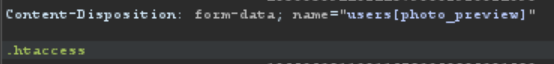 Content-Disposition: form-data; name="users[photo_preview]"
.htaccess